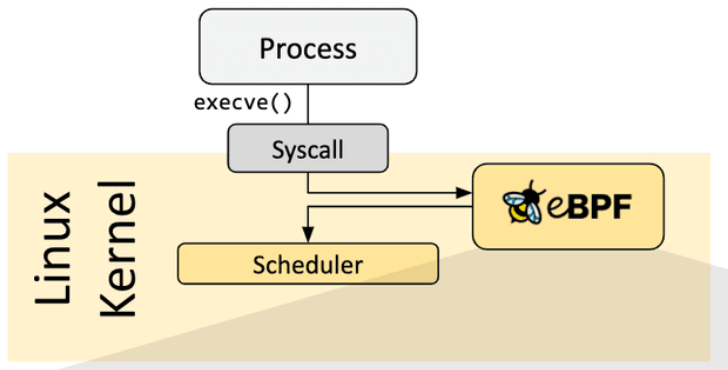 Process
execve()
Syscall
eBPF
Scheduler
Linux
Kernel